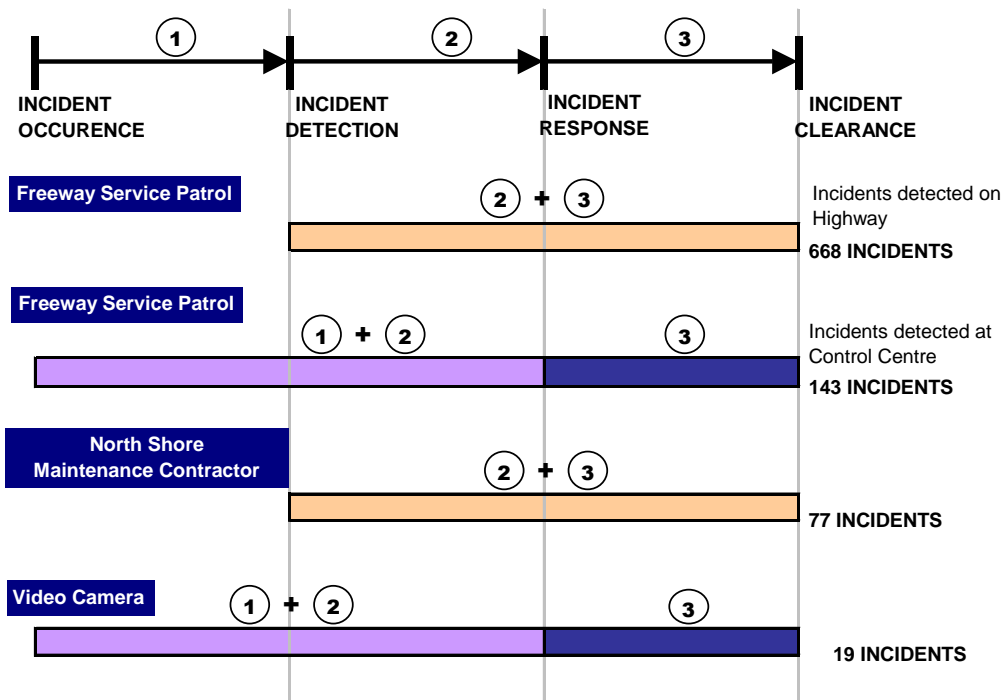 1
2
3
INCIDENT OCCURENCE
INCIDENT DETECTION
INCIDENT RESPONSE
INCIDENT CLEARANCE
Freeway Service Patrol
2 + 3
Incidents detected on
Highway
668 INCIDENTS
Freeway Service Patrol
1 + 2
3
Incidents detected at
Control Centre
143 INCIDENTS
North Shore
Maintenance Contractor
2 + 3
77 INCIDENTS
Video Camera
1 + 2
3
19 INCIDENTS